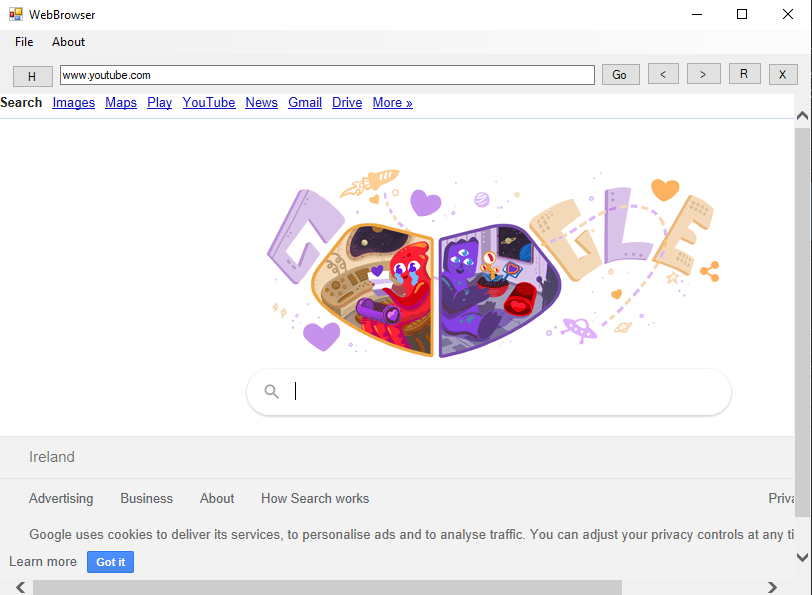 WebBrowser
File About
H www.youtube.com Go < > R X
Search Images Maps Play YouTube News Gmail Drive More »
G GLE
Ireland
Advertising Business About How Search works Priva
Google uses cookies to deliver its services, to personalise ads and to analyse traffic. You can adjust your privacy controls at any ti
Learn more Got it